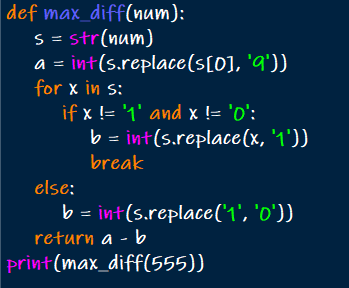 def max_diff(num):
    s = str(num)
    a = int(s.replace(s[0], '9'))
    for x in s:
        if x != '1' and x != '0':
            b = int(s.replace(x, '1'))
            break
    else:
        b = int(s.replace('1', '0'))
    return a - b
print(max_diff(555))